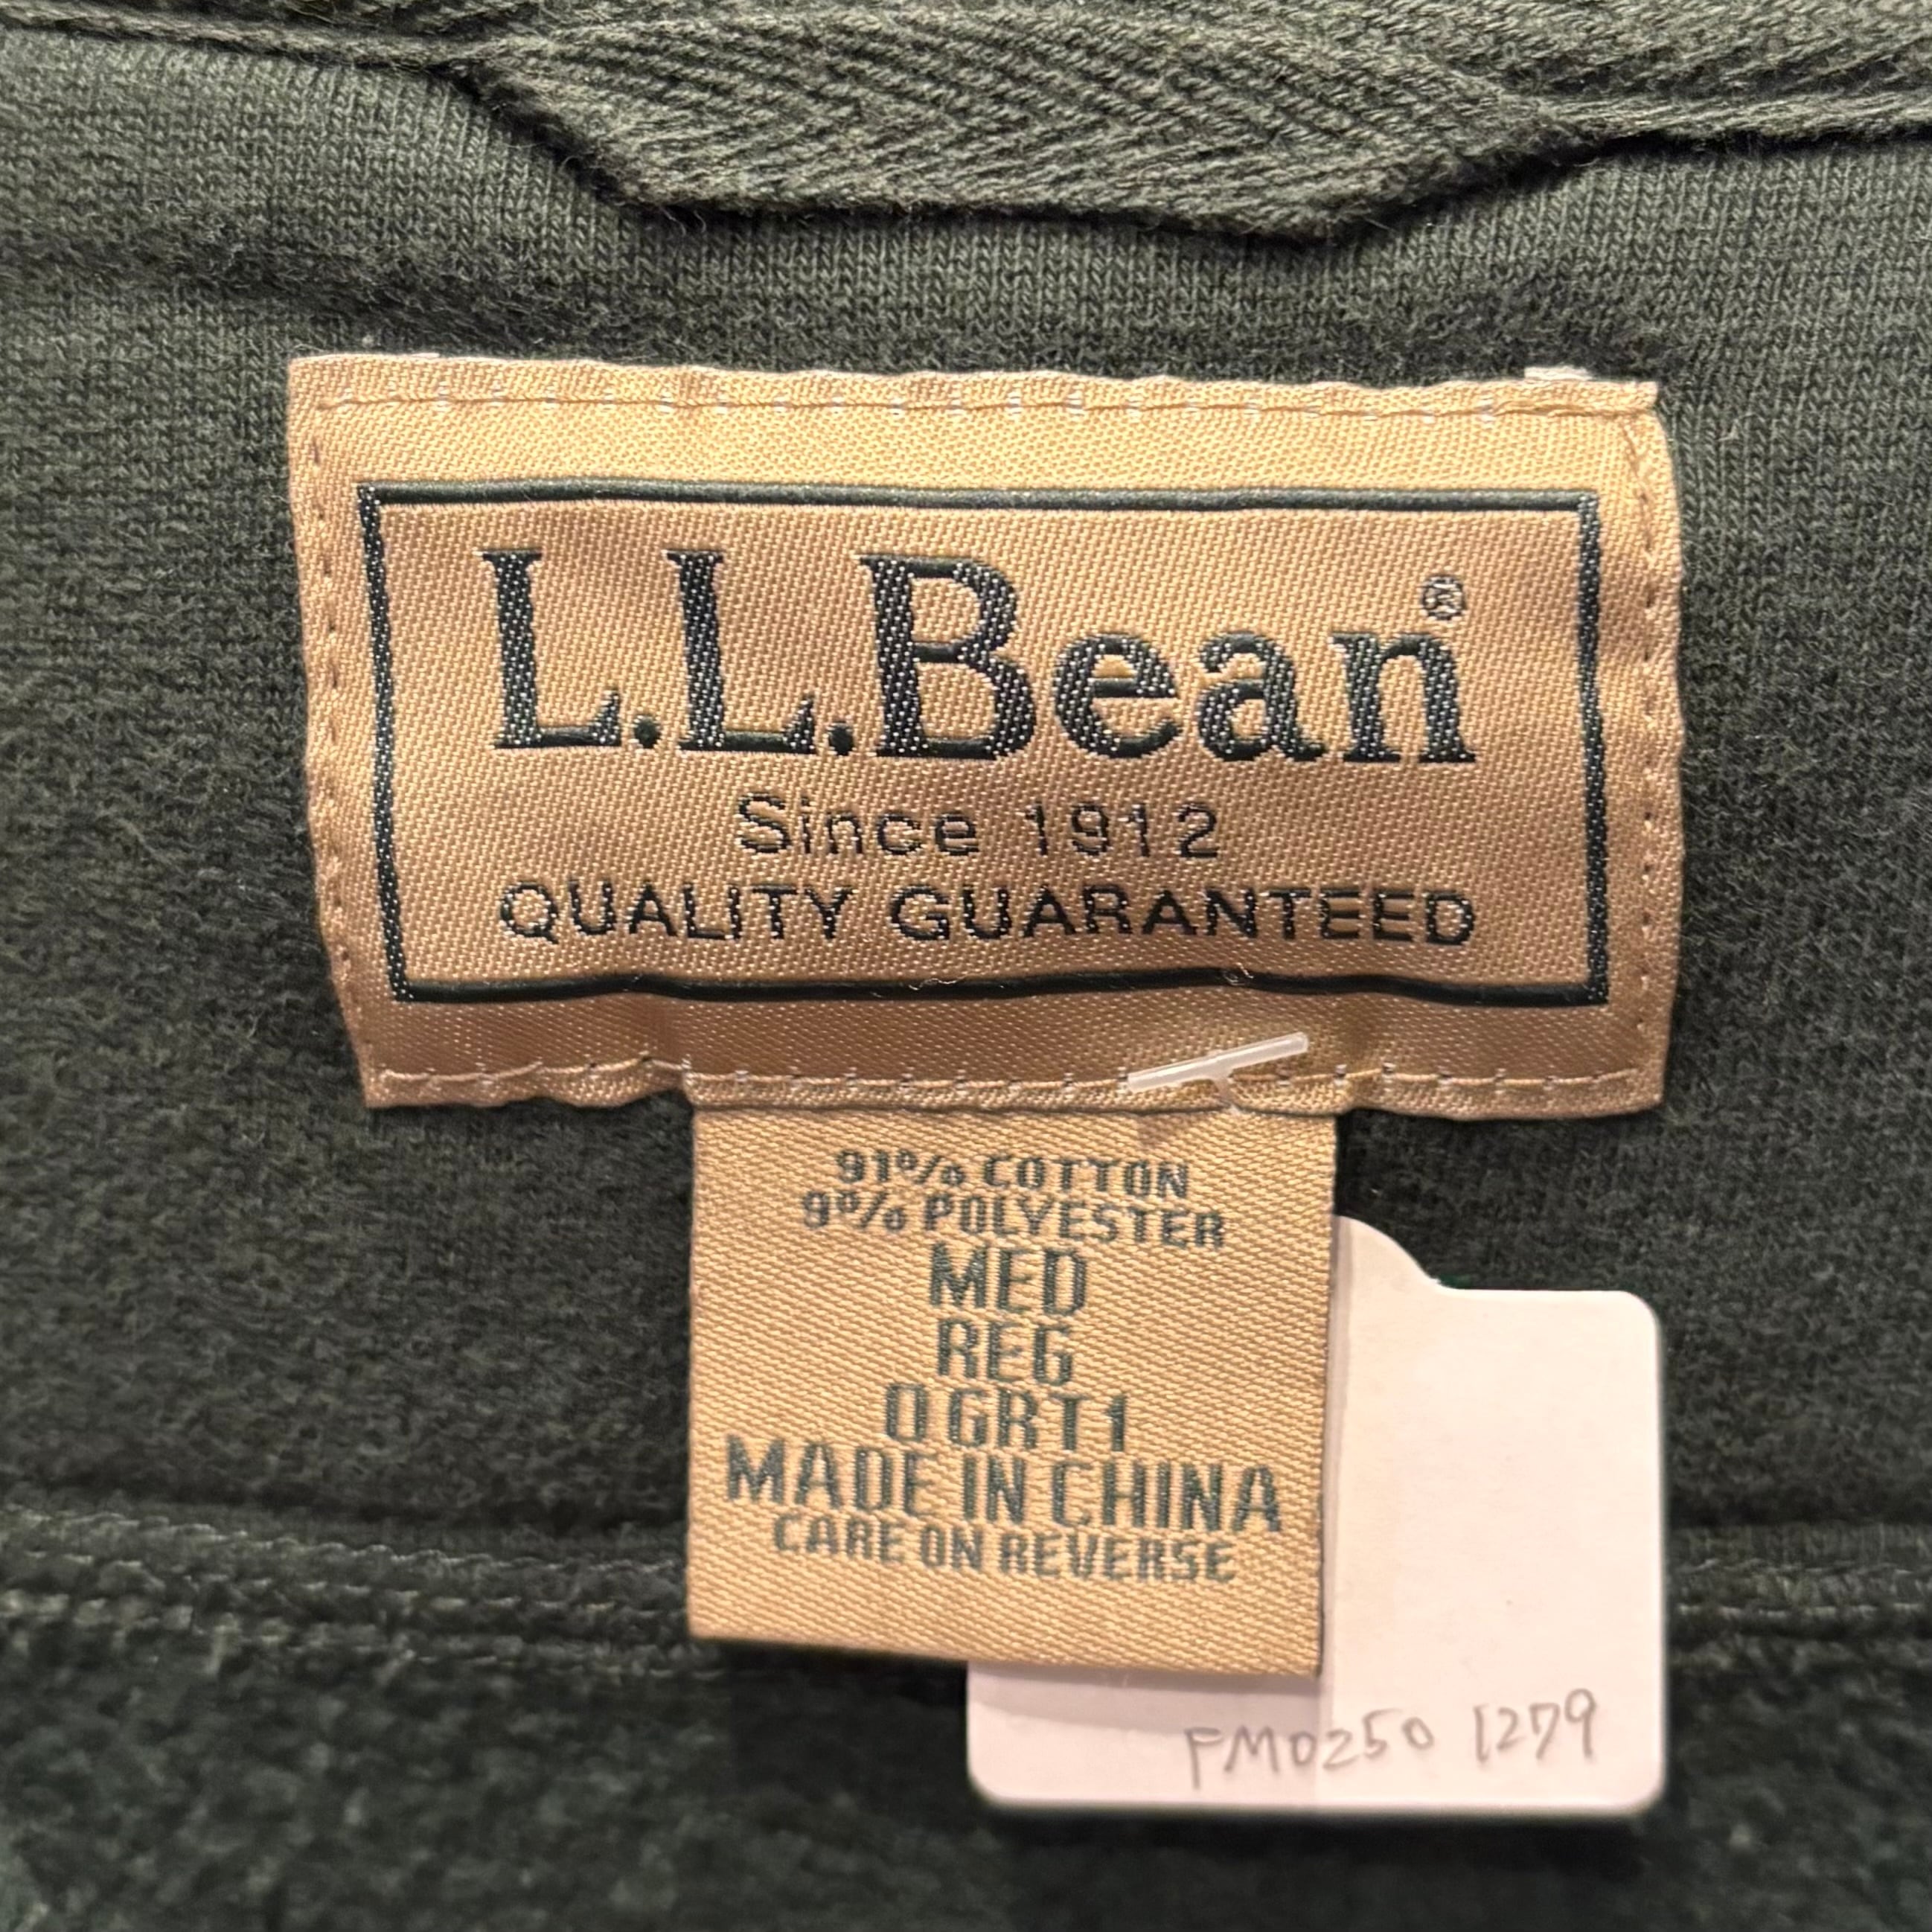 L.L.Bean®
Since 1912
QUALITY GUARANTEED
91% COTTON
9% POLYESTER
MED
REG
0GRT1
MADE IN CHINA
CARE ON REVERSE
FM0250 1279